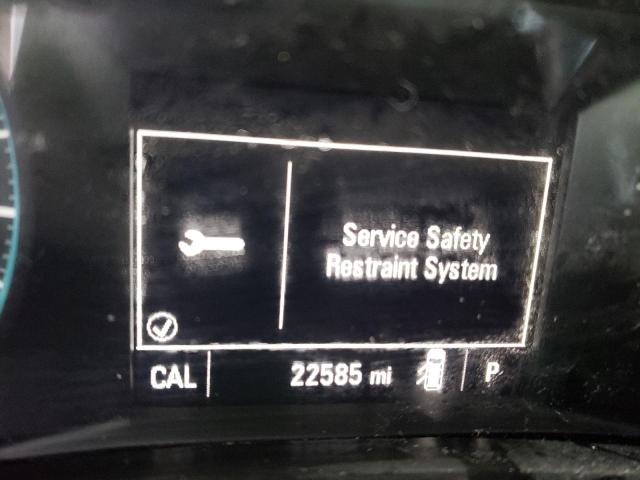 Service Safety
Restraint System
CAL 22585 mi P